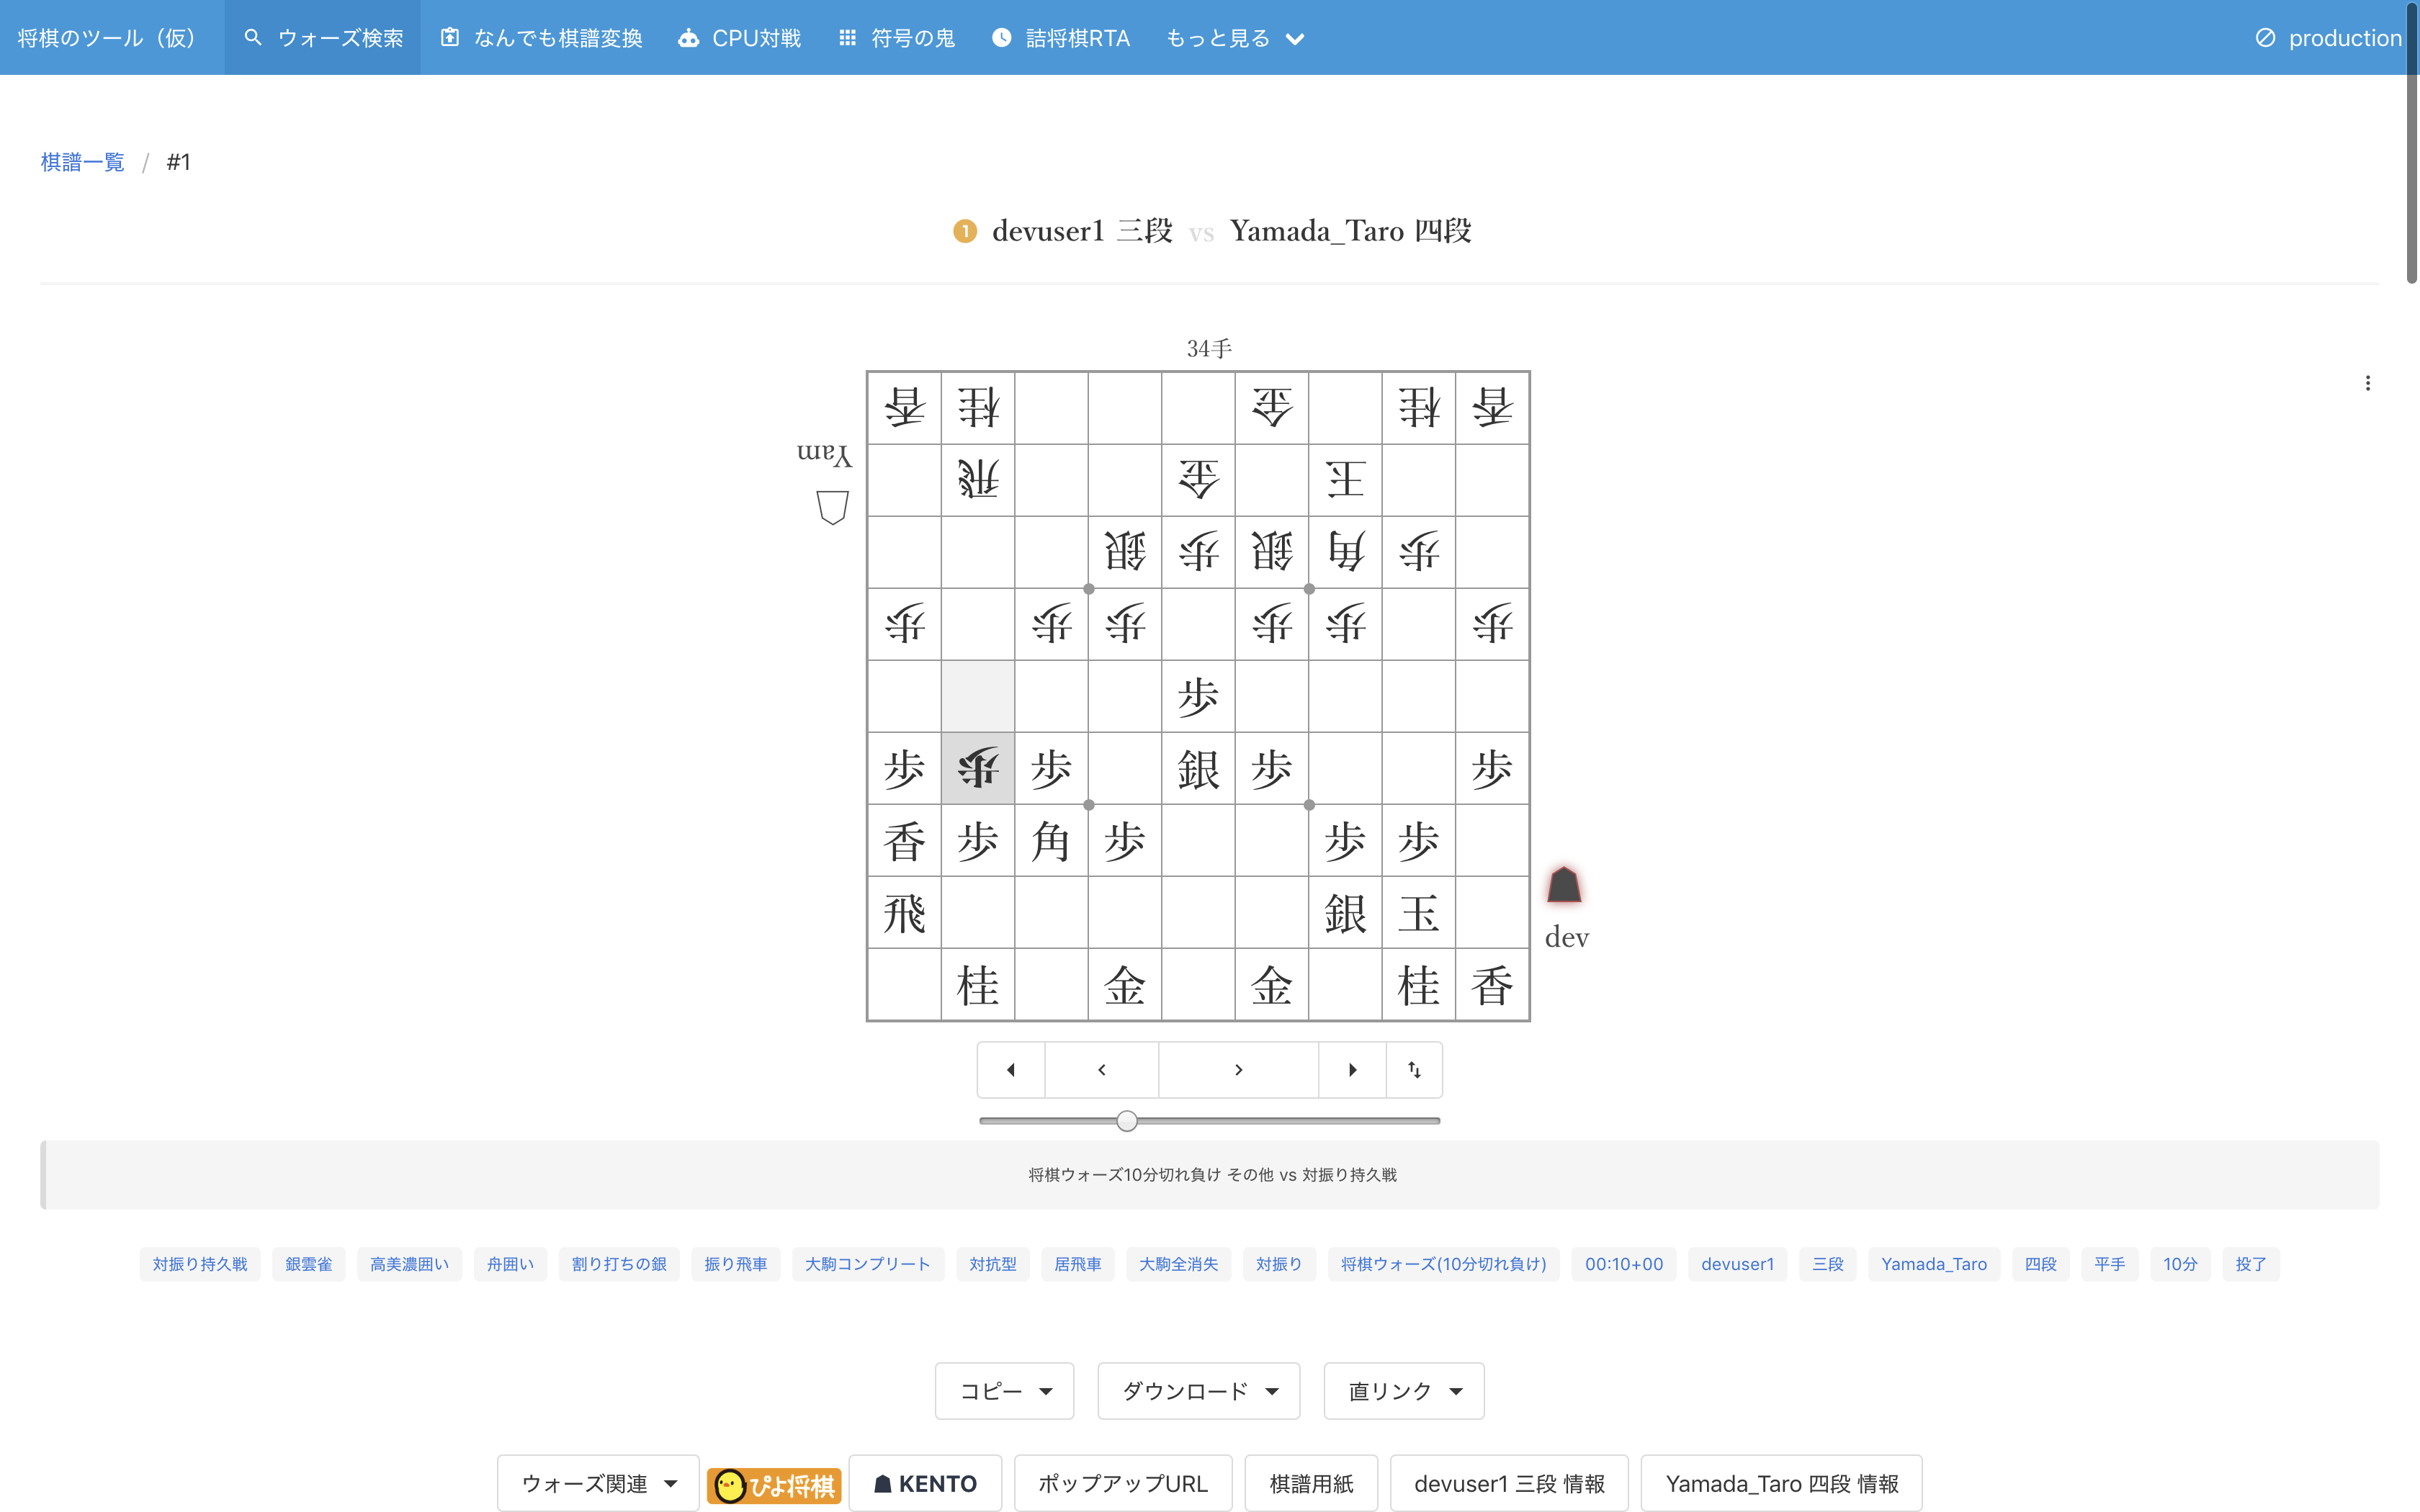 将棋のツール（仮） ウォーズ検索 なんでも棋譜変換 CPU対戦 符号の鬼 詰将棋RTA もっと見る production
棋譜一覧 / #1
1 devuser1 三段 vs Yamada_Taro 四段
34手
香桂金桂香
Yam
飛金王
銀歩銀角歩
歩歩歩歩歩歩
歩
歩歩歩銀歩歩
香歩角歩歩歩
飛銀玉
dev
桂金金桂香
将棋ウォーズ10分切れ負け その他 vs 対振り持久戦
対振り持久戦 銀雲雀 高美濃囲い 舟囲い 割り打ちの銀 振り飛車 大駒コンプリート 対抗型 居飛車 大駒全消失 対振り 将棋ウォーズ(10分切れ負け) 00:10+00 devuser1 三段 Yamada_Taro 四段 平手 10分 投了
コピー ダウンロード 直リンク
ウォーズ関連 ぴよ将棋 KENTO ポップアップURL 棋譜用紙 devuser1 三段 情報 Yamada_Taro 四段 情報